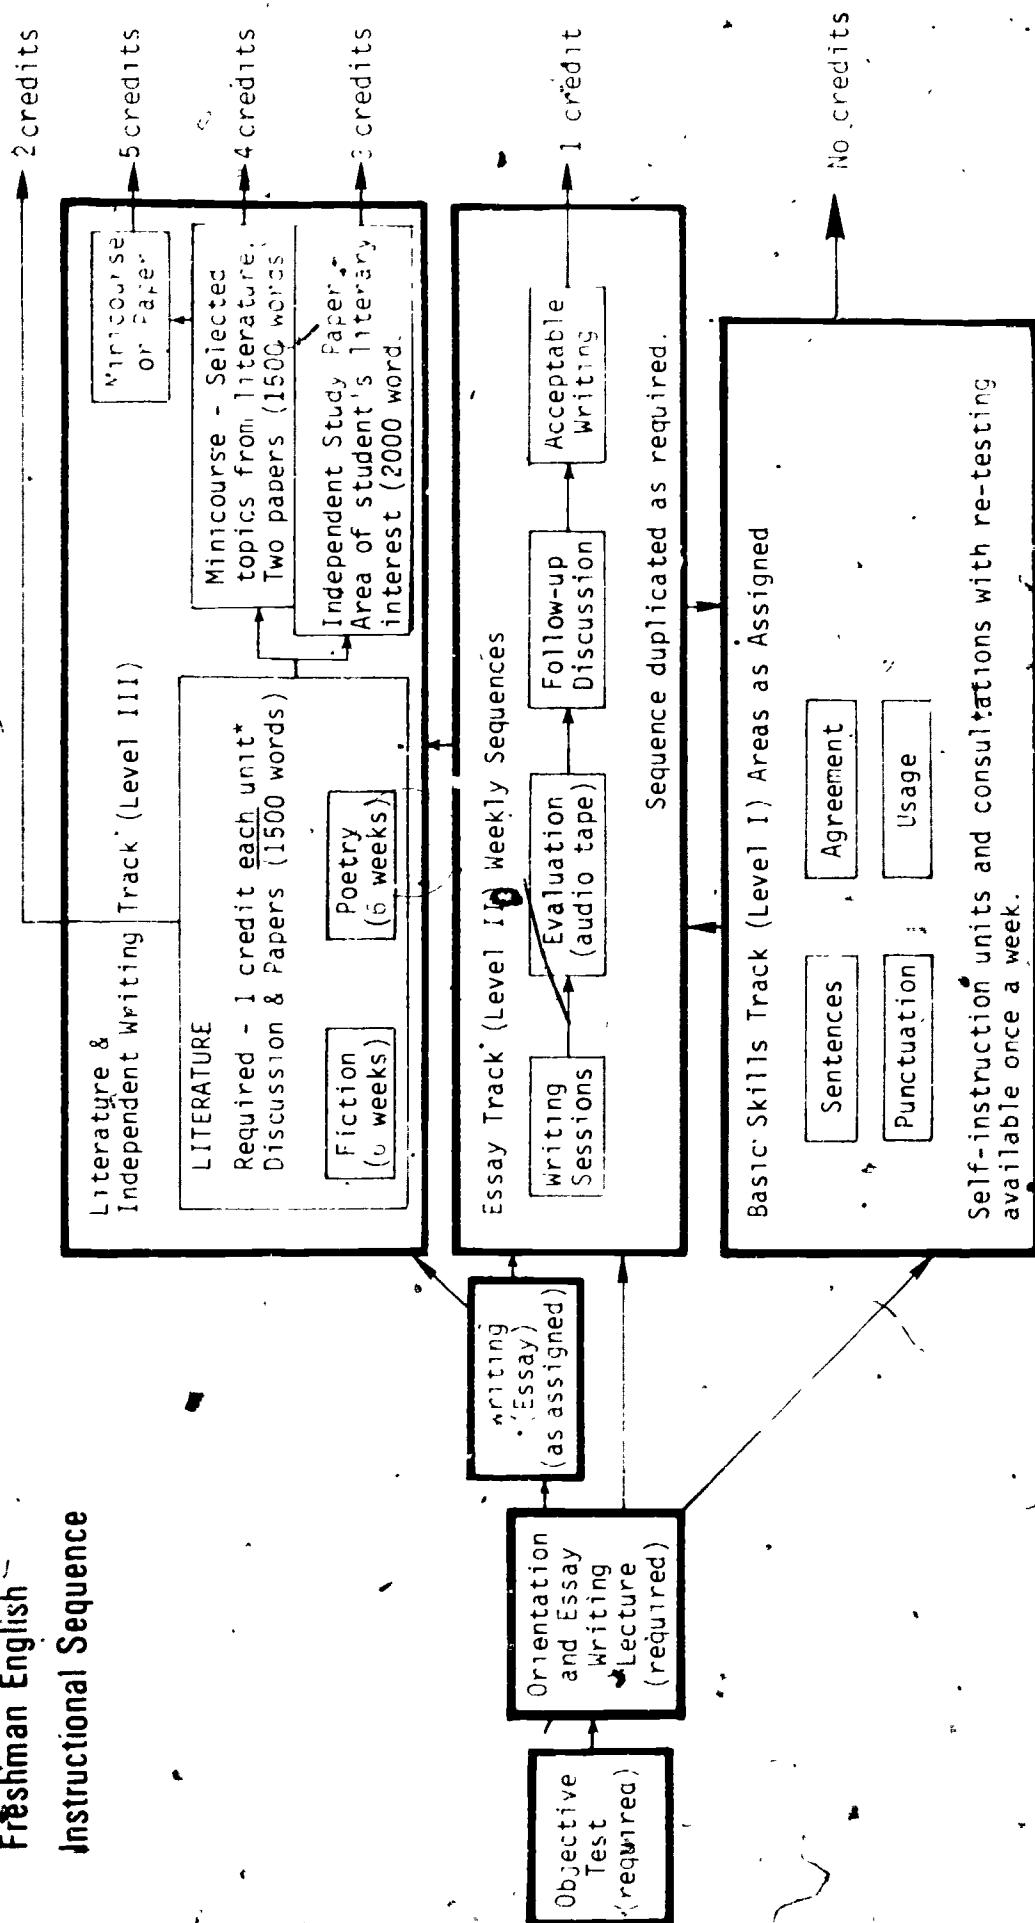 Freshman English
Instructional Sequence
Objective
Test
(required)
Orientation
and Essay
Writing
Lecture
(required)
Writing
(Essay)
(as assigned)
Literature &
Independent Writing Track (Level III)
LITERATURE
Required - 1 credit each unit*
Discussion & Papers (1500 words)
Fiction
(6 weeks)
Poetry
(6 weeks)
Minicourse
or Paper
Minicourse - Selected
topics from literature.
Two papers (1500 words)
Independent Study Paper -
Area of student's literary
interest (2000 word.
2 credits
5 credits
4 credits
3 credits
Essay Track (Level II) Weekly Sequences
Writing
Sessions
Evaluation
(audio tape)
Follow-up
Discussion
Acceptable
Writing
Sequence duplicated as required.
1 credit
Basic Skills Track (Level I) Areas as Assigned
Sentences
Agreement
Punctuation
Usage
Self-instruction units and consultations with re-testing
available once a week.
No credits